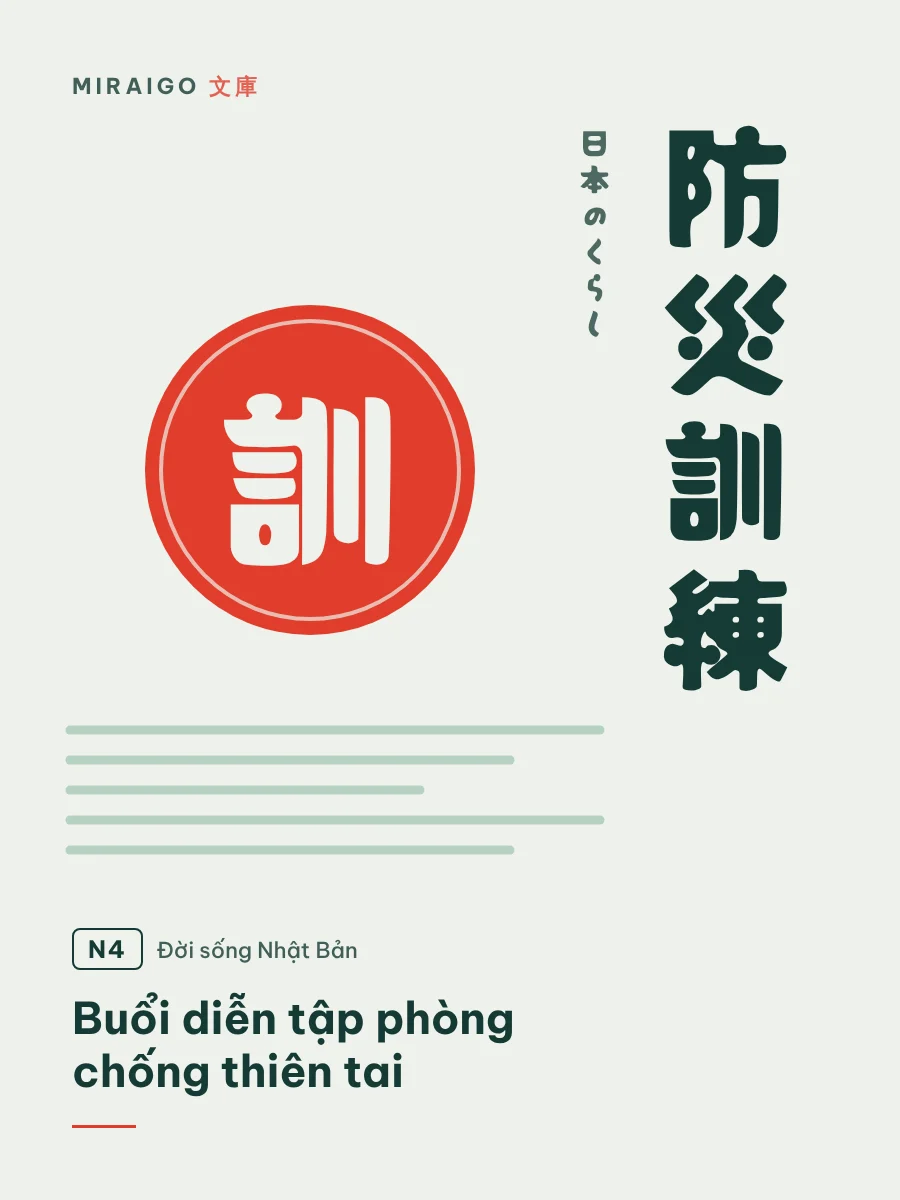 MIRAIGO 文庫
防災訓練
日本のくらし
訓
N4 Đời sống Nhật Bản
Buổi diễn tập phòng
chống thiên tai